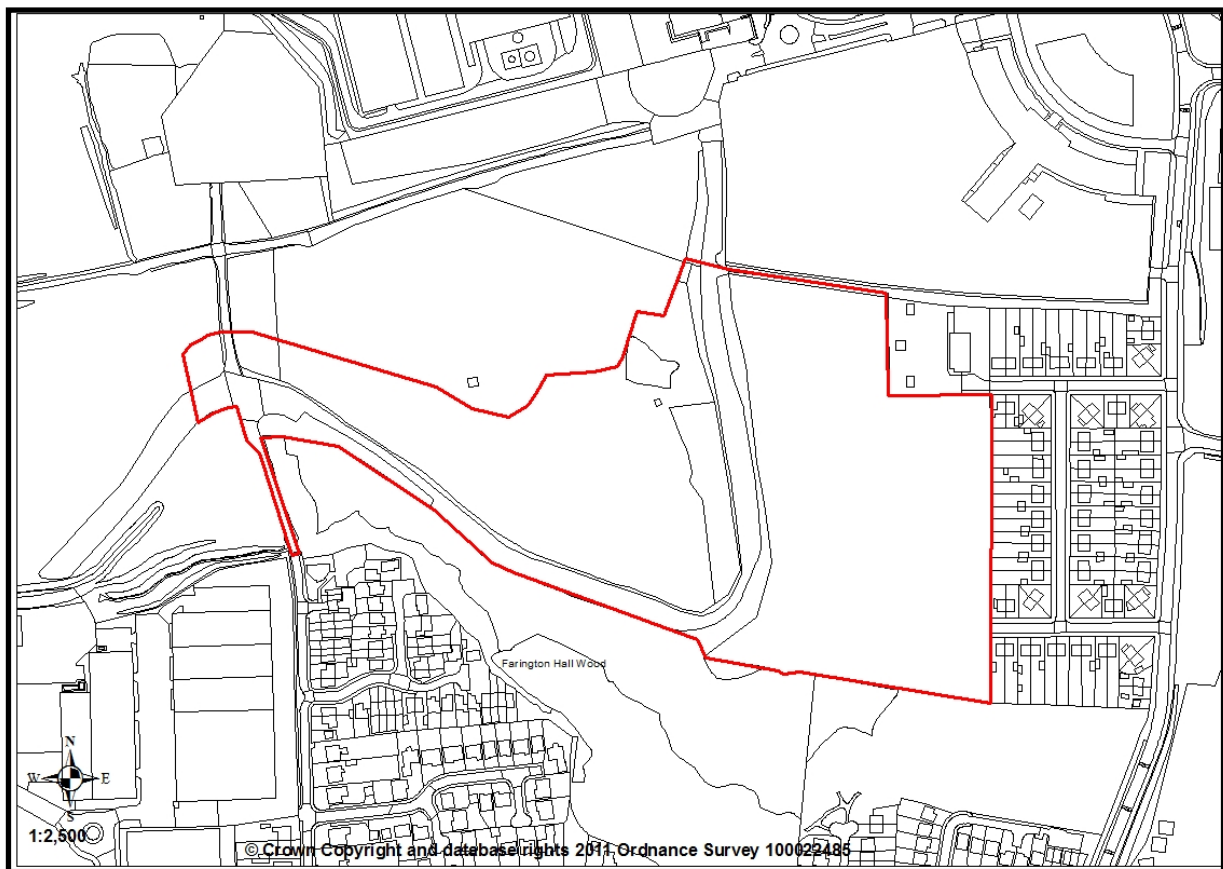 Farington Hall Wood
N
W E
S
1:2,500
© Crown Copyright and database rights 2011 Ordnance Survey 100022485